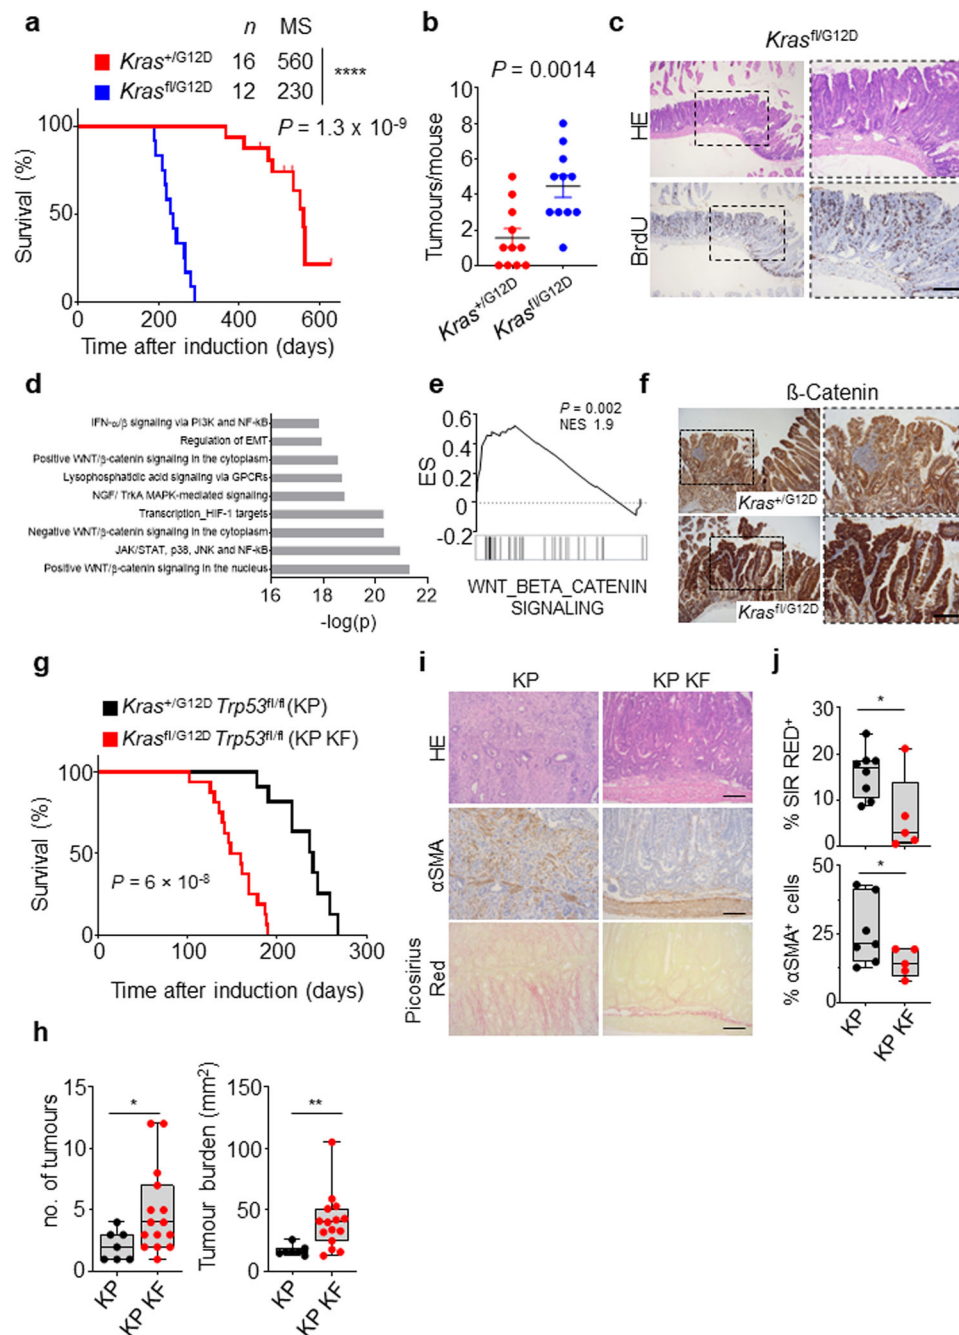 a
n MS
Kras+/G12D 16 560
Krasfl/G12D 12 230
****
P = 1.3 x 10-9
100
50
0
Survival (%)
0 200 400 600
Time after induction (days)
b
P = 0.0014
10
8
6
4
2
0
Tumours/mouse
Kras+/G12D
Krasfl/G12D
c
Krasfl/G12D
HE
BrdU
d
IFN-α/β signaling via PI3K and NF-kB
Regulation of EMT
Positive WNT/β-catenin signaling in the cytoplasm
Lysophosphatidic acid signaling via GPCRs
NGF/ TrkA MAPK-mediated signaling
Transcription_HIF-1 targets
Negative WNT/β-catenin signaling in the cytoplasm
JAK/STAT, p38, JNK and NF-kB
Positive WNT/β-catenin signaling in the nucleus
16 18 20 22
-log(p)
e
P = 0.002
NES 1.9
0.6
0.4
0.2
0
-0.2
ES
WNT_BETA_CATENIN
SIGNALING
f
ß-Catenin
Kras+/G12D
Krasfl/G12D
g
Kras+/G12D Trp53fl/fl (KP)
Krasfl/G12D Trp53fl/fl (KP KF)
100
50
0
Survival (%)
P = 6 × 10-8
0 100 200 300
Time after induction (days)
h
15
10
5
0
no. of tumours
*
KP
KP KF
150
100
50
0
Tumour burden (mm2)
**
KP
KP KF
i
KP KP KF
HE
αSMA
Picosirius
Red
j
*
30
20
10
0
% SIR RED+
*
50
25
0
% αSMA+ cells
KP
KP KF